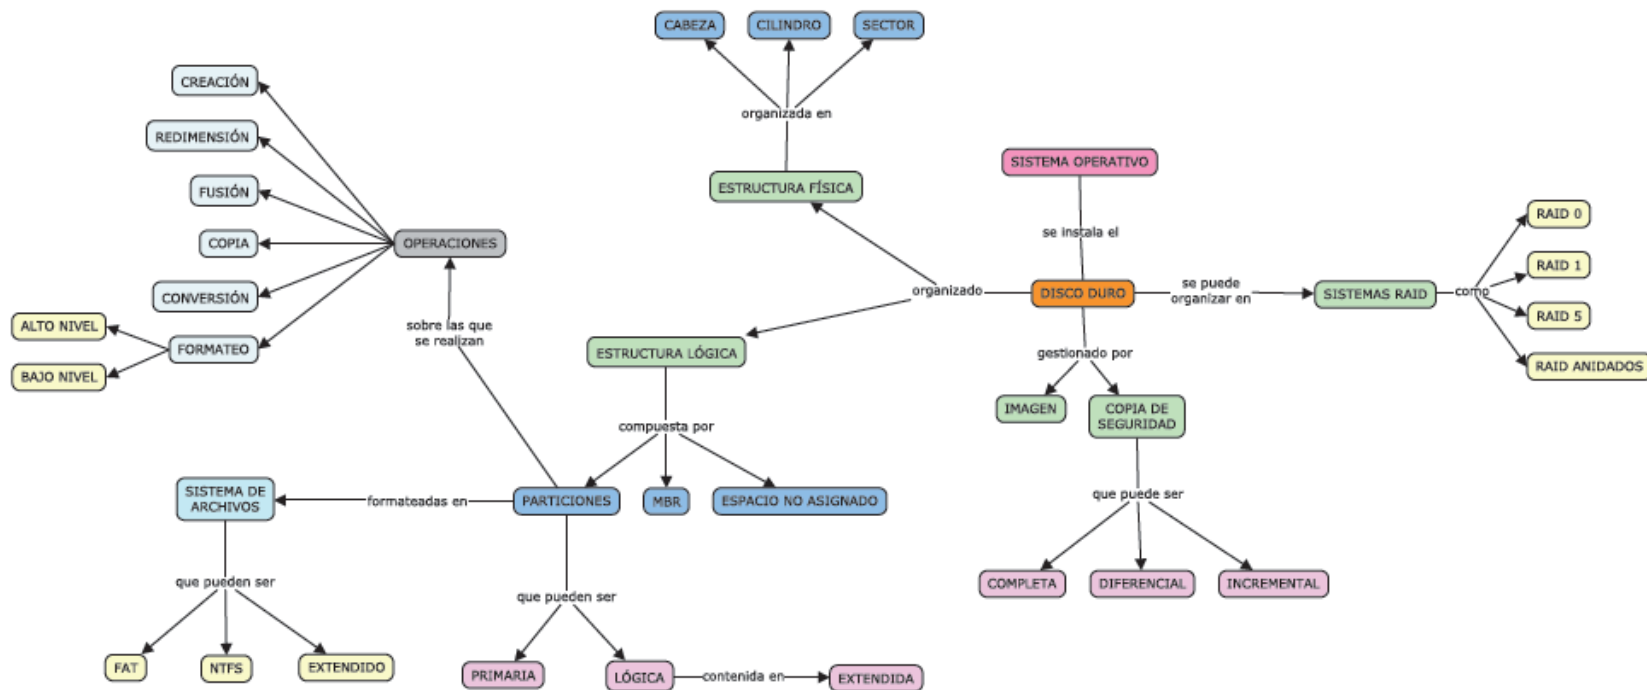 CABEZA
CILINDRO
SECTOR
organizada en
ESTRUCTURA FÍSICA
CREACIÓN
REDIMENSIÓN
FUSIÓN
COPIA
CONVERSIÓN
FORMATEO
ALTO NIVEL
BAJO NIVEL
OPERACIONES
sobre las que
se realizan
SISTEMA OPERATIVO
se instala el
organizado
DISCO DURO
se puede
organizar en
SISTEMAS RAID
como
RAID 0
RAID 1
RAID 5
RAID ANIDADOS
ESTRUCTURA LÓGICA
gestionado por
IMAGEN
COPIA DE
SEGURIDAD
compuesta por
SISTEMA DE
ARCHIVOS
formateadas en
PARTICIONES
MBR
ESPACIO NO ASIGNADO
que puede ser
COMPLETA
DIFERENCIAL
INCREMENTAL
que pueden ser
FAT
NTFS
EXTENDIDO
que pueden ser
PRIMARIA
LÓGICA
contenida en
EXTENDIDA